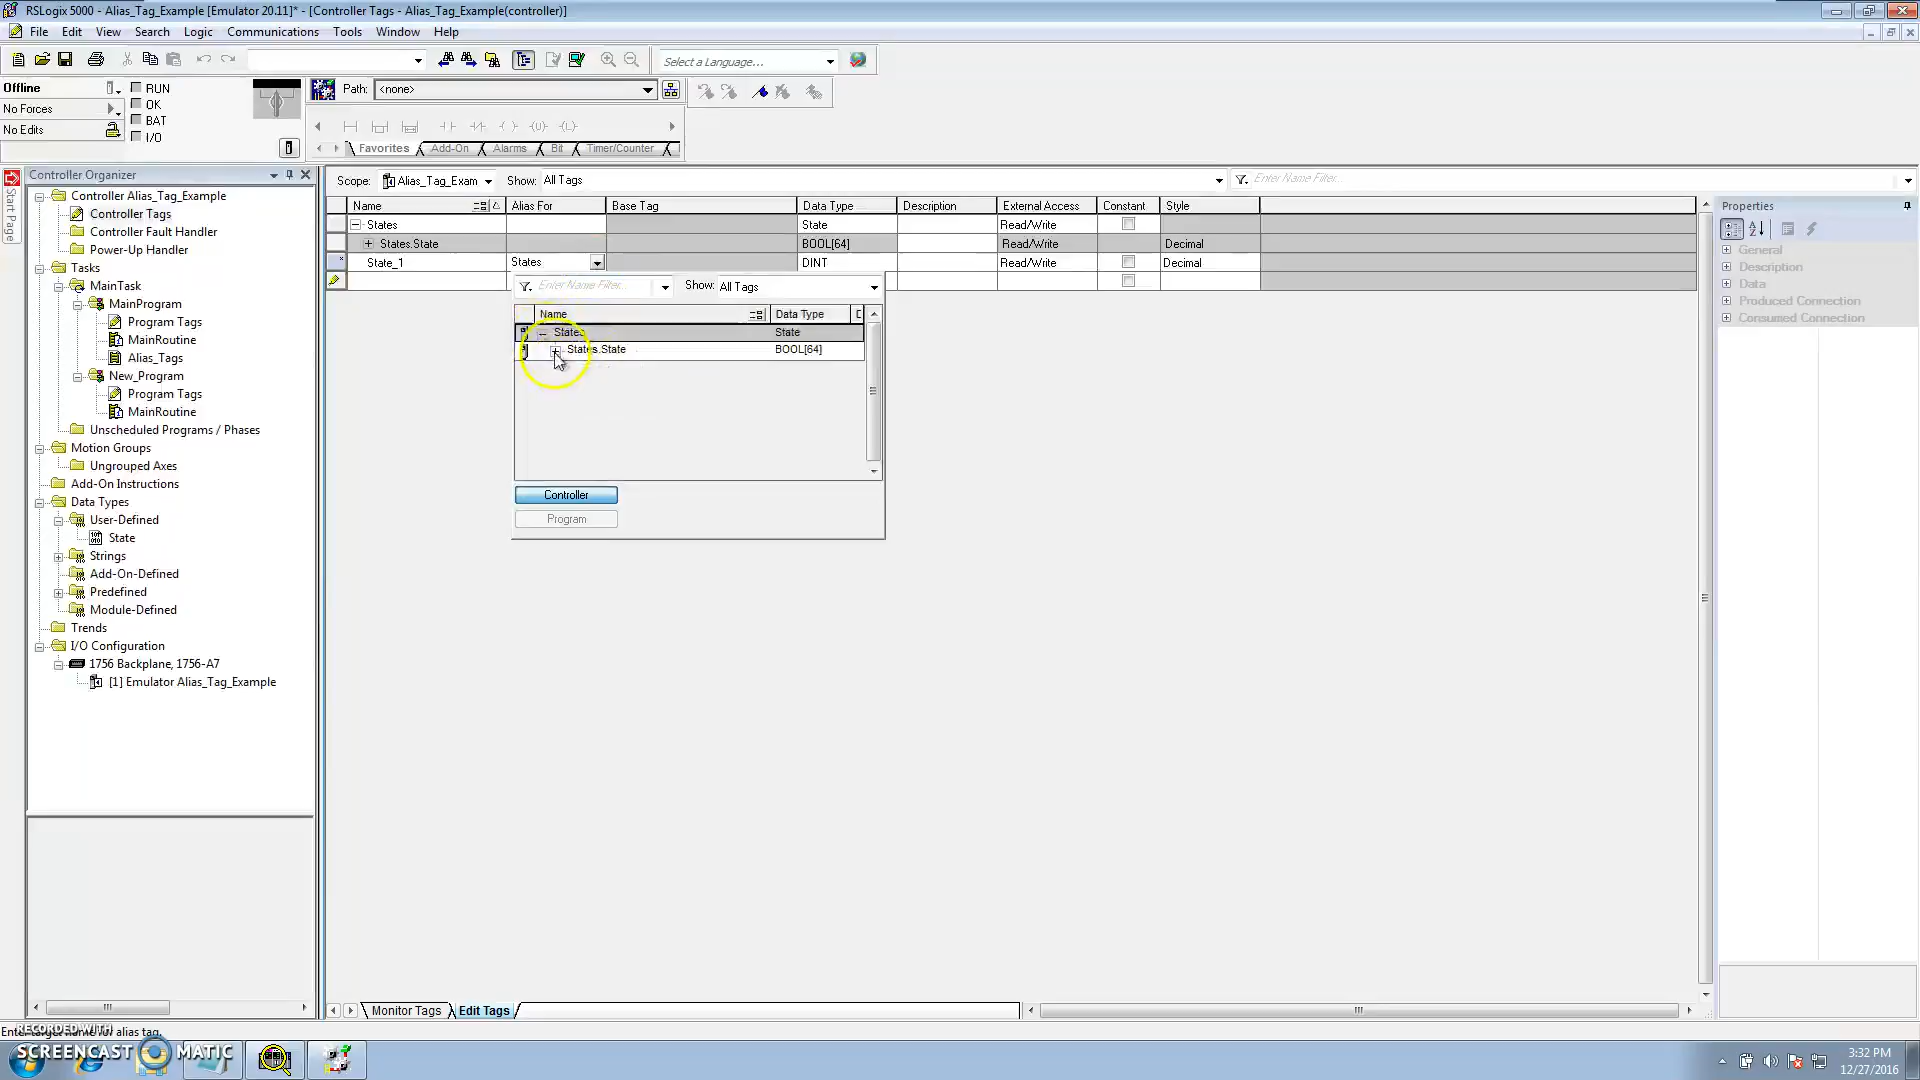 RSLogix 5000 - Alias_Tag_Example [Emulator 20.11]* - [Controller Tags - Alias_Tag_Example(controller)]
File Edit View Search Logic Communications Tools Window Help
Select a Language...
Offline RUN
No Forces OK
No Edits BAT
I/O
Path: <none>
Favorites Add-On Alarms Bit Timer/Counter
Start Page
Controller Organizer
Controller Alias_Tag_Example
Controller Tags
Controller Fault Handler
Power-Up Handler
Tasks
MainTask
MainProgram
Program Tags
MainRoutine
Alias_Tags
New_Program
Program Tags
MainRoutine
Unscheduled Programs / Phases
Motion Groups
Ungrouped Axes
Add-On Instructions
Data Types
User-Defined
State
Strings
Add-On-Defined
Predefined
Module-Defined
Trends
I/O Configuration
1756 Backplane, 1756-A7
[1] Emulator Alias_Tag_Example
Scope: Alias_Tag_Exam Show: All Tags Enter Name Filter...
Name Alias For Base Tag Data Type Description External Access Constant Style
States State Read/Write
States.State BOOL[64] Read/Write Decimal
State_1 States DINT Read/Write Decimal
Enter Name Filter... Show: All Tags
Name Data Type D
States State
States.State BOOL[64]
Controller
Program
Properties
General
Description
Data
Produced Connection
Consumed Connection
Monitor Tags Edit Tags
Enter target name for alias tag.
RECORDED WITH
SCREENCAST MATIC
3:32 PM
12/27/2016